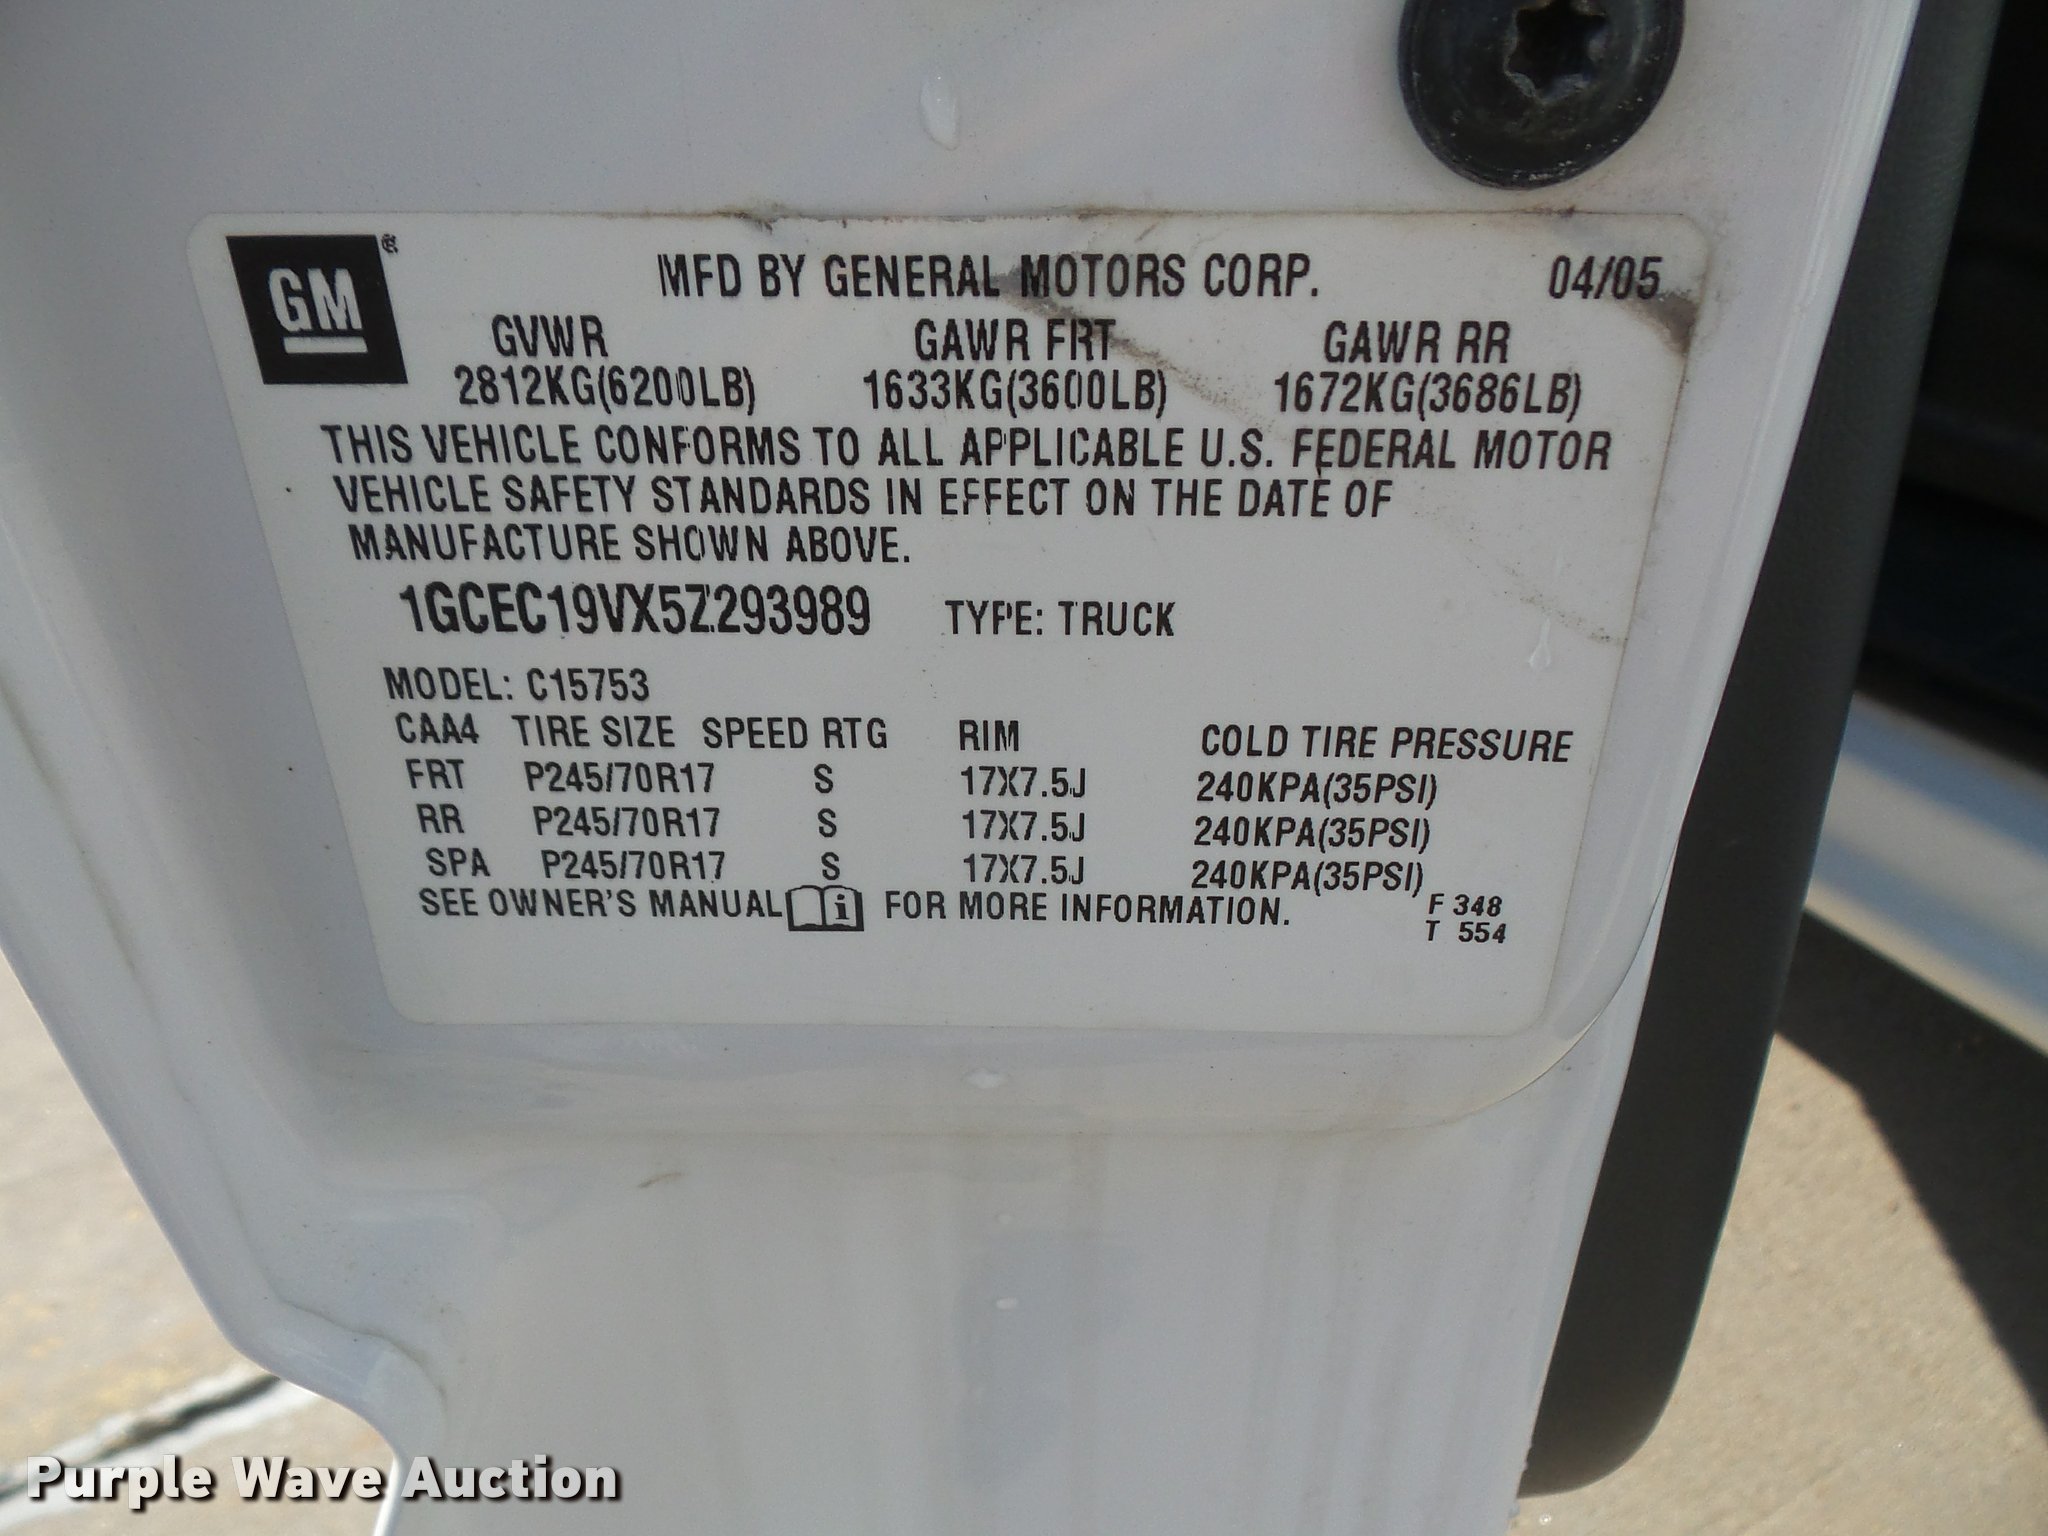 GM®
MFD BY GENERAL MOTORS CORP. 04/05
GVWR GAWR FRT GAWR RR
2812KG(6200LB) 1633KG(3600LB) 1672KG(3686LB)
THIS VEHICLE CONFORMS TO ALL APPLICABLE U.S. FEDERAL MOTOR
VEHICLE SAFETY STANDARDS IN EFFECT ON THE DATE OF
MANUFACTURE SHOWN ABOVE.
1GCEC19VX5Z293989 TYPE: TRUCK
MODEL: C15753
CAA4 TIRE SIZE SPEED RTG RIM COLD TIRE PRESSURE
FRT P245/70R17 S 17X7.5J 240KPA(35PSI)
RR P245/70R17 S 17X7.5J 240KPA(35PSI)
SPA P245/70R17 S 17X7.5J 240KPA(35PSI)
SEE OWNER'S MANUAL i FOR MORE INFORMATION. F 348
T 554
Purple Wave Auction